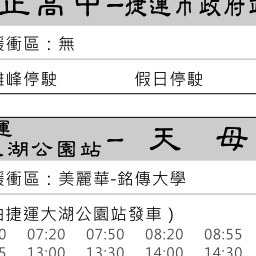 正高中－捷運市政府站
緩衝區：無
雄峰停駛 假日停駛
運
大湖公園站－天 母
緩衝區：美麗華-銘傳大學
由捷運大湖公園站發車）
07:20 07:50 08:20 08:55
13:00 13:30 14:00 14:30